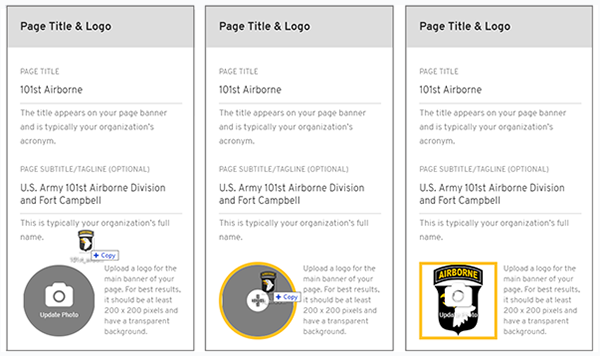 Page Title & Logo
PAGE TITLE
101st Airborne
The title appears on your page banner
and is typically your organization's
acronym.
PAGE SUBTITLE/TAGLINE (OPTIONAL)
U.S. Army 101st Airborne Division
and Fort Campbell
This is typically your organization's full
name.
Copy
Update Photo
Upload a logo for the
main banner of your
page. For best results,
it should be at least
200 x 200 pixels and
have a transparent
background.
Page Title & Logo
PAGE TITLE
101st Airborne
The title appears on your page banner
and is typically your organization's
acronym.
PAGE SUBTITLE/TAGLINE (OPTIONAL)
U.S. Army 101st Airborne Division
and Fort Campbell
This is typically your organization's full
name.
Copy
Upload a logo for the
main banner of your
page. For best results,
it should be at least
200 x 200 pixels and
have a transparent
background.
Page Title & Logo
PAGE TITLE
101st Airborne
The title appears on your page banner
and is typically your organization's
acronym.
PAGE SUBTITLE/TAGLINE (OPTIONAL)
U.S. Army 101st Airborne Division
and Fort Campbell
This is typically your organization's full
name.
AIRBORNE
Update Photo
Upload a logo for the
main banner of your
page. For best results,
it should be at least
200 x 200 pixels and
have a transparent
background.